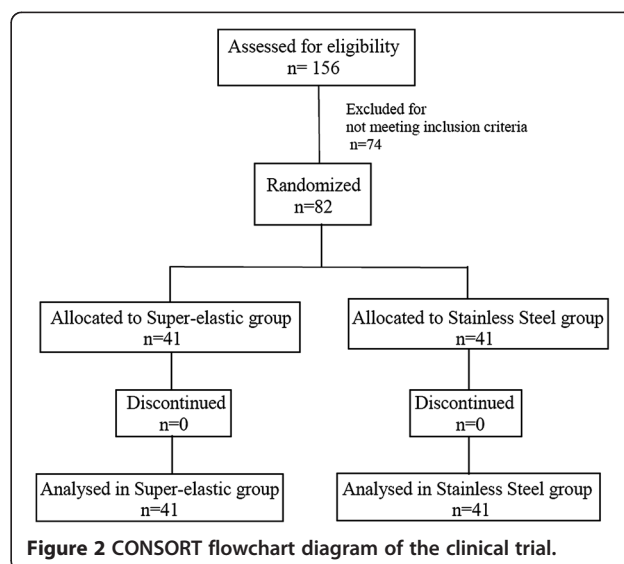 Assessed for eligibility
n= 156
Excluded for
not meeting inclusion criteria
n=74
Randomized
n=82
Allocated to Super-elastic group
n=41
Allocated to Stainless Steel group
n=41
Discontinued
n=0
Discontinued
n=0
Analysed in Super-elastic group
n=41
Analysed in Stainless Steel group
n=41
Figure 2 CONSORT flowchart diagram of the clinical trial.